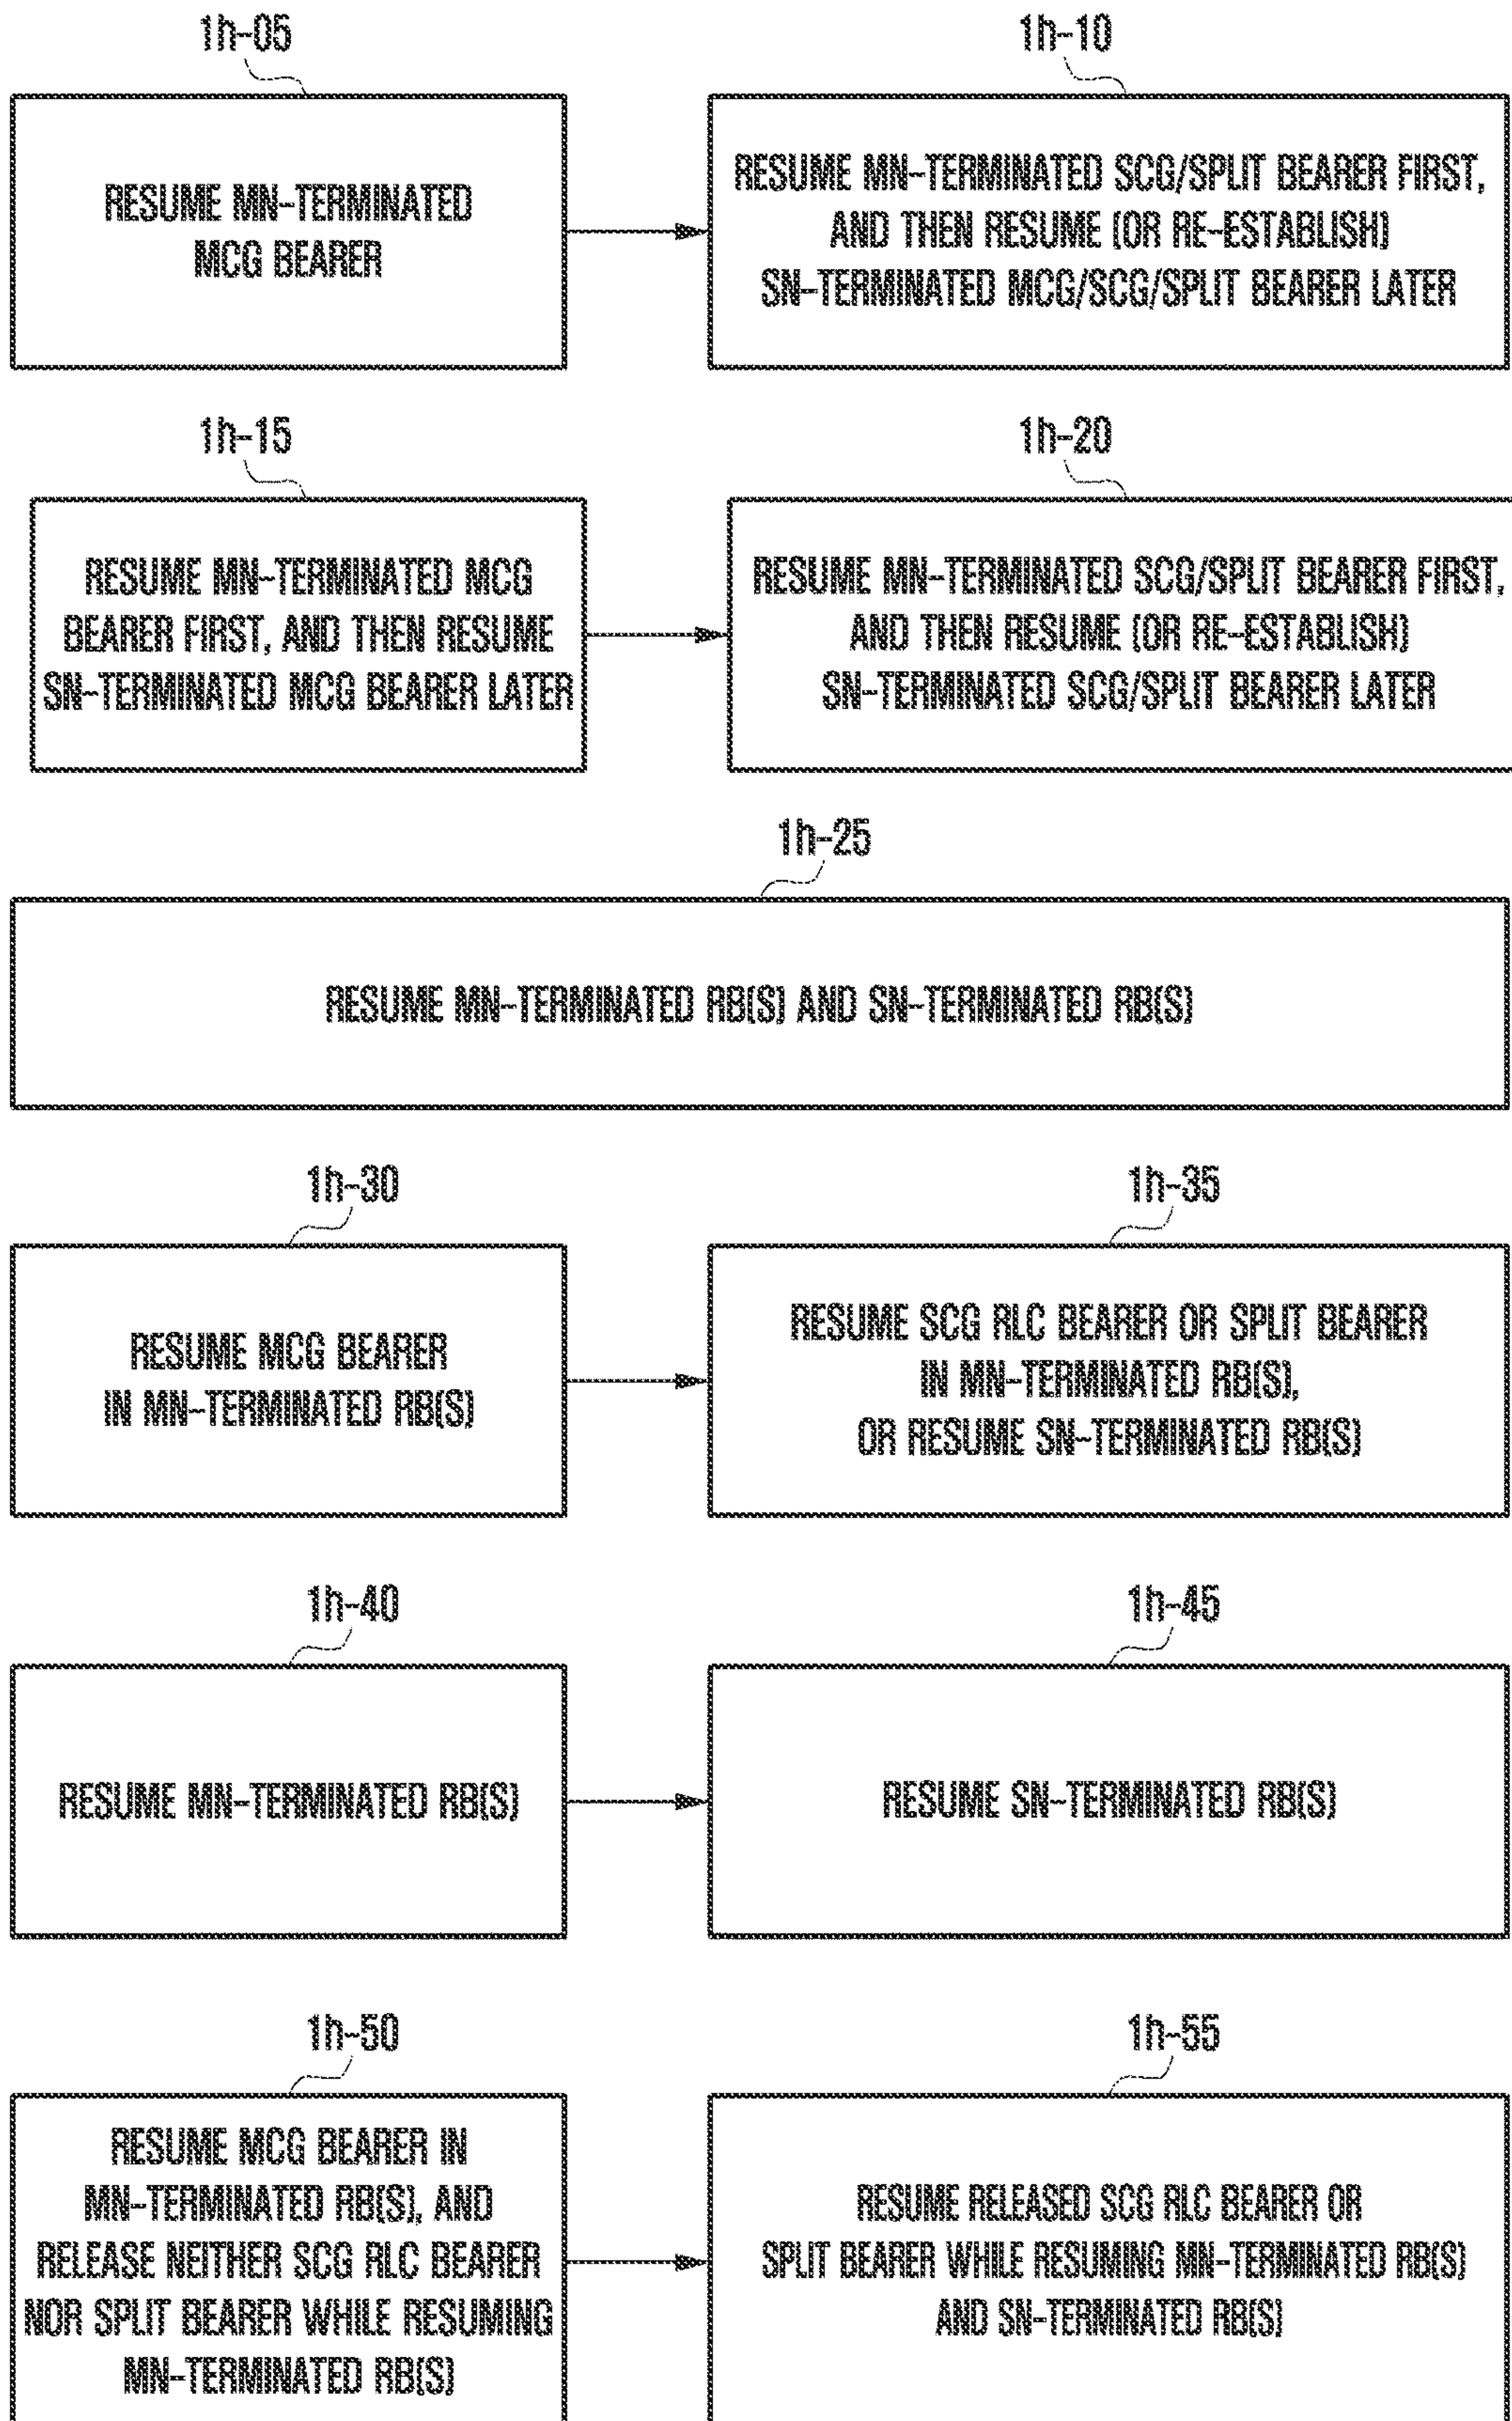 1h-05
RESUME MN-TERMINATED
MCG BEARER
1h-10
RESUME MN-TERMINATED SCG/SPLIT BEARER FIRST,
AND THEN RESUME (OR RE-ESTABLISH)
SN-TERMINATED MCG/SCG/SPLIT BEARER LATER
1h-15
RESUME MN-TERMINATED MCG
BEARER FIRST, AND THEN RESUME
SN-TERMINATED MCG BEARER LATER
1h-20
RESUME MN-TERMINATED SCG/SPLIT BEARER FIRST,
AND THEN RESUME (OR RE-ESTABLISH)
SN-TERMINATED SCG/SPLIT BEARER LATER
1h-25
RESUME MN-TERMINATED RB(S) AND SN-TERMINATED RB(S)
1h-30
RESUME MCG BEARER
IN MN-TERMINATED RB(S)
1h-35
RESUME SCG RLC BEARER OR SPLIT BEARER
IN MN-TERMINATED RB(S),
OR RESUME SN-TERMINATED RB(S)
1h-40
RESUME MN-TERMINATED RB(S)
1h-45
RESUME SN-TERMINATED RB(S)
1h-50
RESUME MCG BEARER IN
MN-TERMINATED RB(S), AND
RELEASE NEITHER SCG RLC BEARER
NOR SPLIT BEARER WHILE RESUMING
MN-TERMINATED RB(S)
1h-55
RESUME RELEASED SCG RLC BEARER OR
SPLIT BEARER WHILE RESUMING MN-TERMINATED RB(S)
AND SN-TERMINATED RB(S)